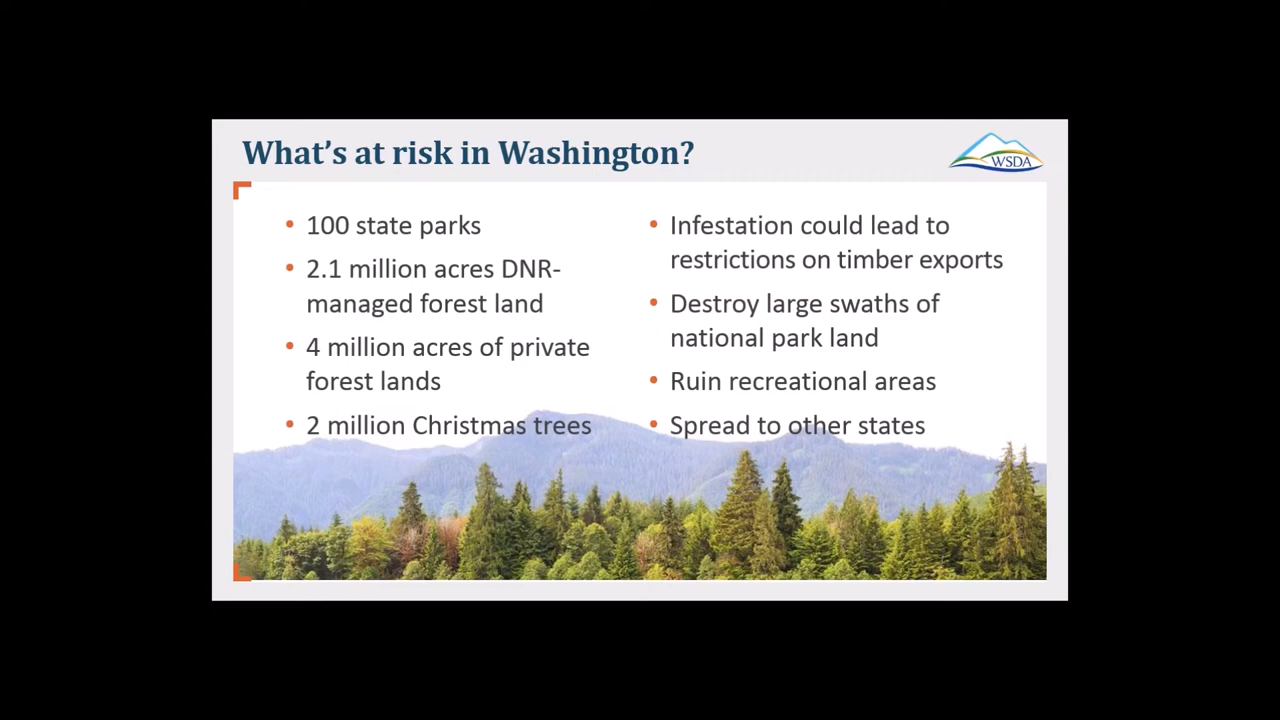 What's at risk in Washington?
WSDA
• 100 state parks
• 2.1 million acres DNR-
managed forest land
• 4 million acres of private
forest lands
• 2 million Christmas trees
• Infestation could lead to
restrictions on timber exports
• Destroy large swaths of
national park land
• Ruin recreational areas
• Spread to other states